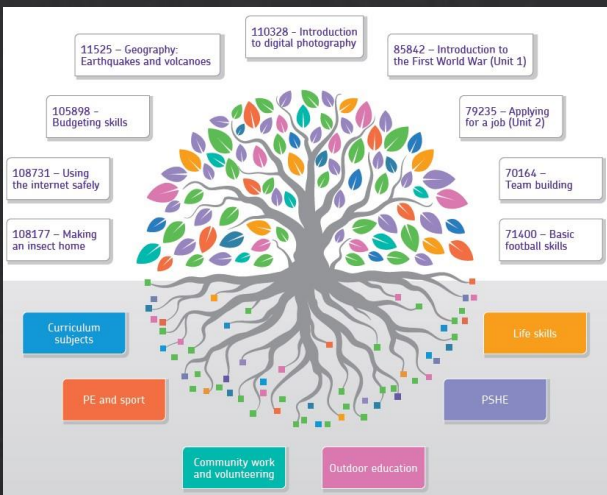 110328 – Introduction
to digital photography
11525 – Geography:
Earthquakes and volcanoes
85842 – Introduction to
the First World War (Unit 1)
105898 -
Budgeting skills
79235 – Applying
for a job (Unit 2)
108731 – Using
the internet safely
70164 –
Team building
108177 – Making
an insect home
71400 – Basic
football skills
Curriculum
subjects
Life skills
PE and sport
PSHE
Community work
and volunteering
Outdoor education